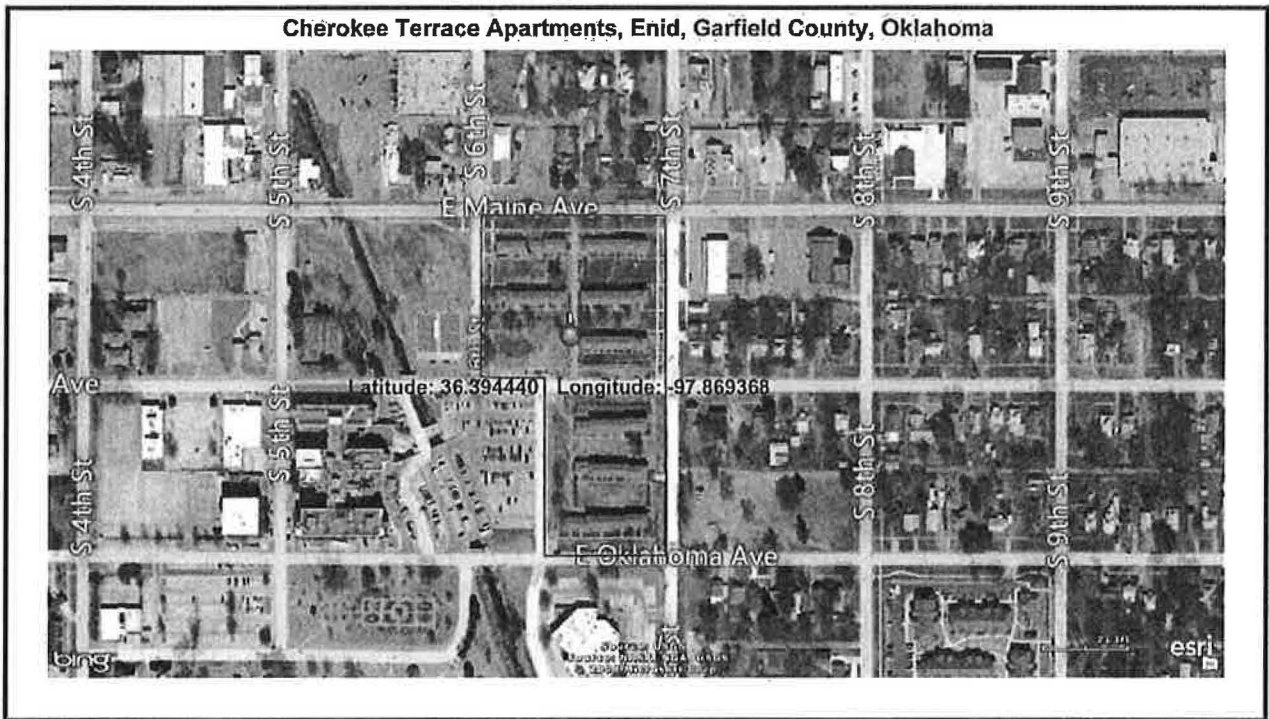 Cherokee Terrace Apartments, Enid, Garfield County, Oklahoma
S 4th St
S 5th St
S 6th St
S 7th St
S 8th St
S 9th St
E Maine Ave
Ave
Latitude: 36.394440
Longitude: -97.869368
S 4th St
S 5th St
S 8th St
S 9th St
E Oklahoma Ave
bing
esri